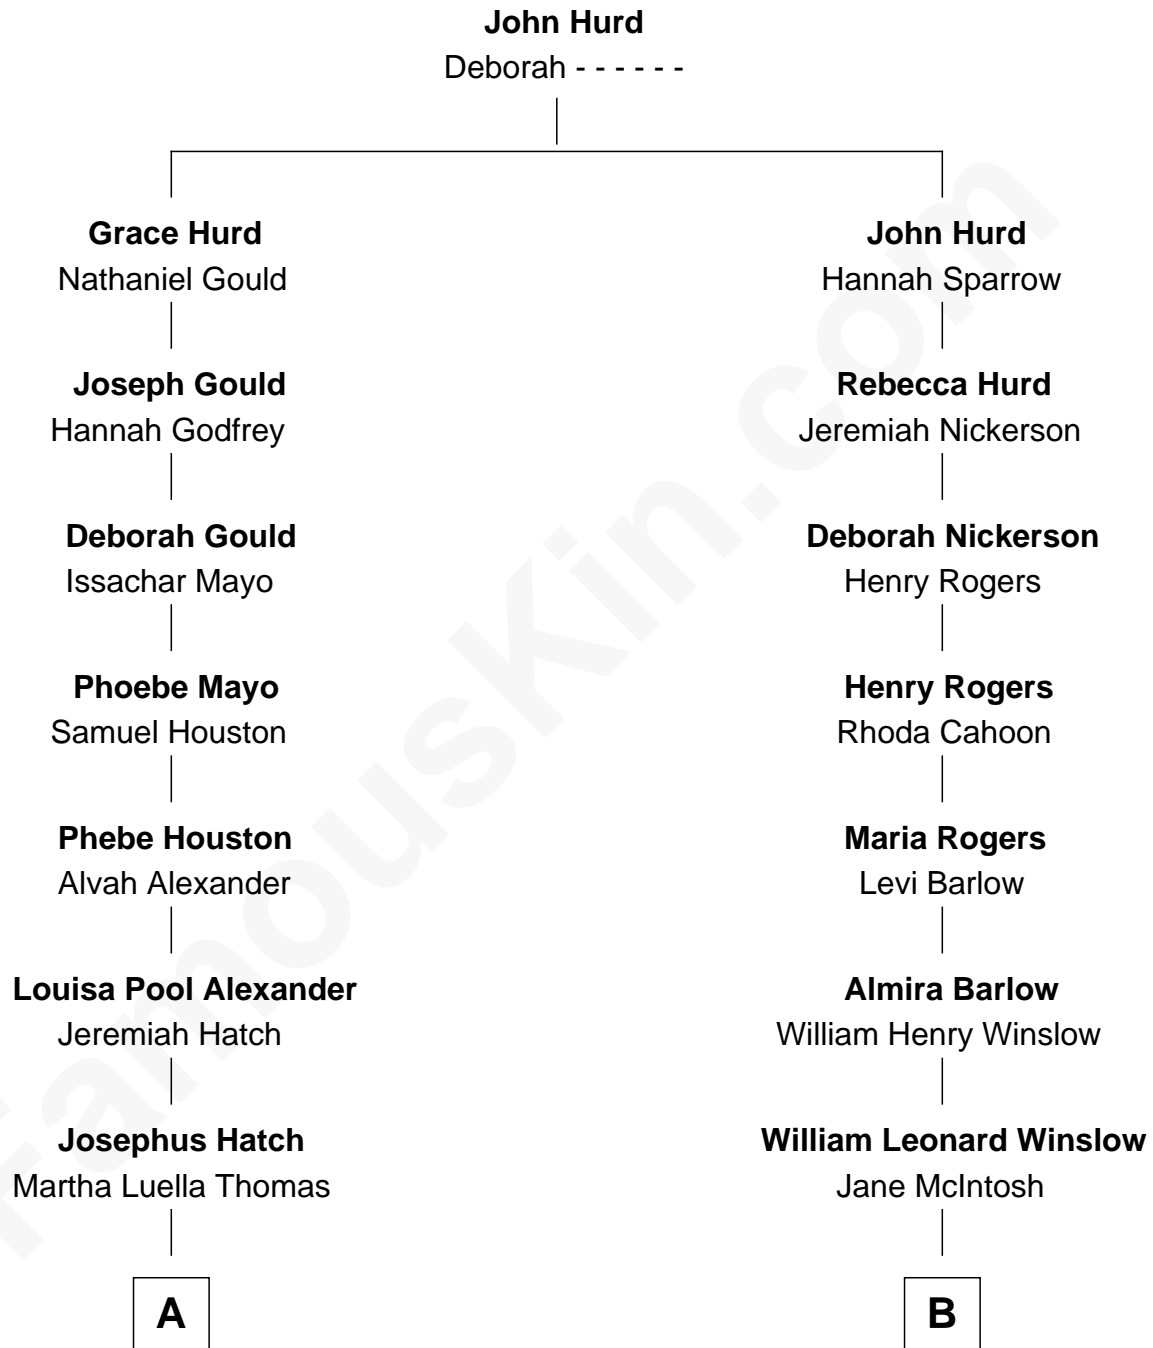 John Hurd
Deborah - - - - - -
Grace Hurd
Nathaniel Gould
John Hurd
Hannah Sparrow
Joseph Gould
Hannah Godfrey
Rebecca Hurd
Jeremiah Nickerson
Deborah Gould
Issachar Mayo
Deborah Nickerson
Henry Rogers
Phoebe Mayo
Samuel Houston
Henry Rogers
Rhoda Cahoon
Phebe Houston
Alvah Alexander
Maria Rogers
Levi Barlow
Louisa Pool Alexander
Jeremiah Hatch
Almira Barlow
William Henry Winslow
Josephus Hatch
Martha Luella Thomas
William Leonard Winslow
Jane McIntosh
A
B
FamousKin.com